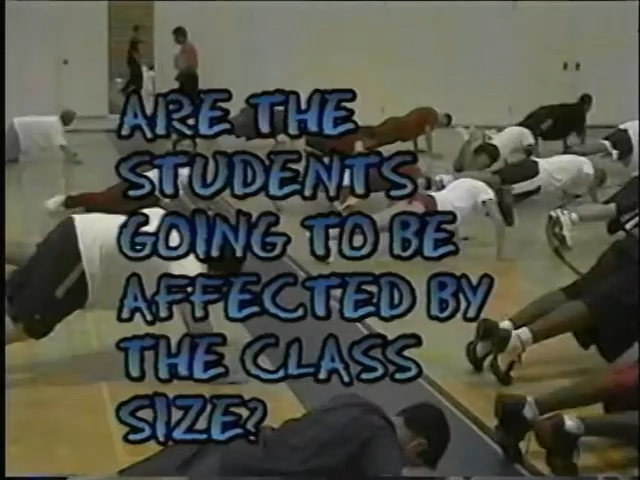 ARE THE
STUDENTS
GOING TO BE
AFFECTED BY
THE CLASS
SIZE?